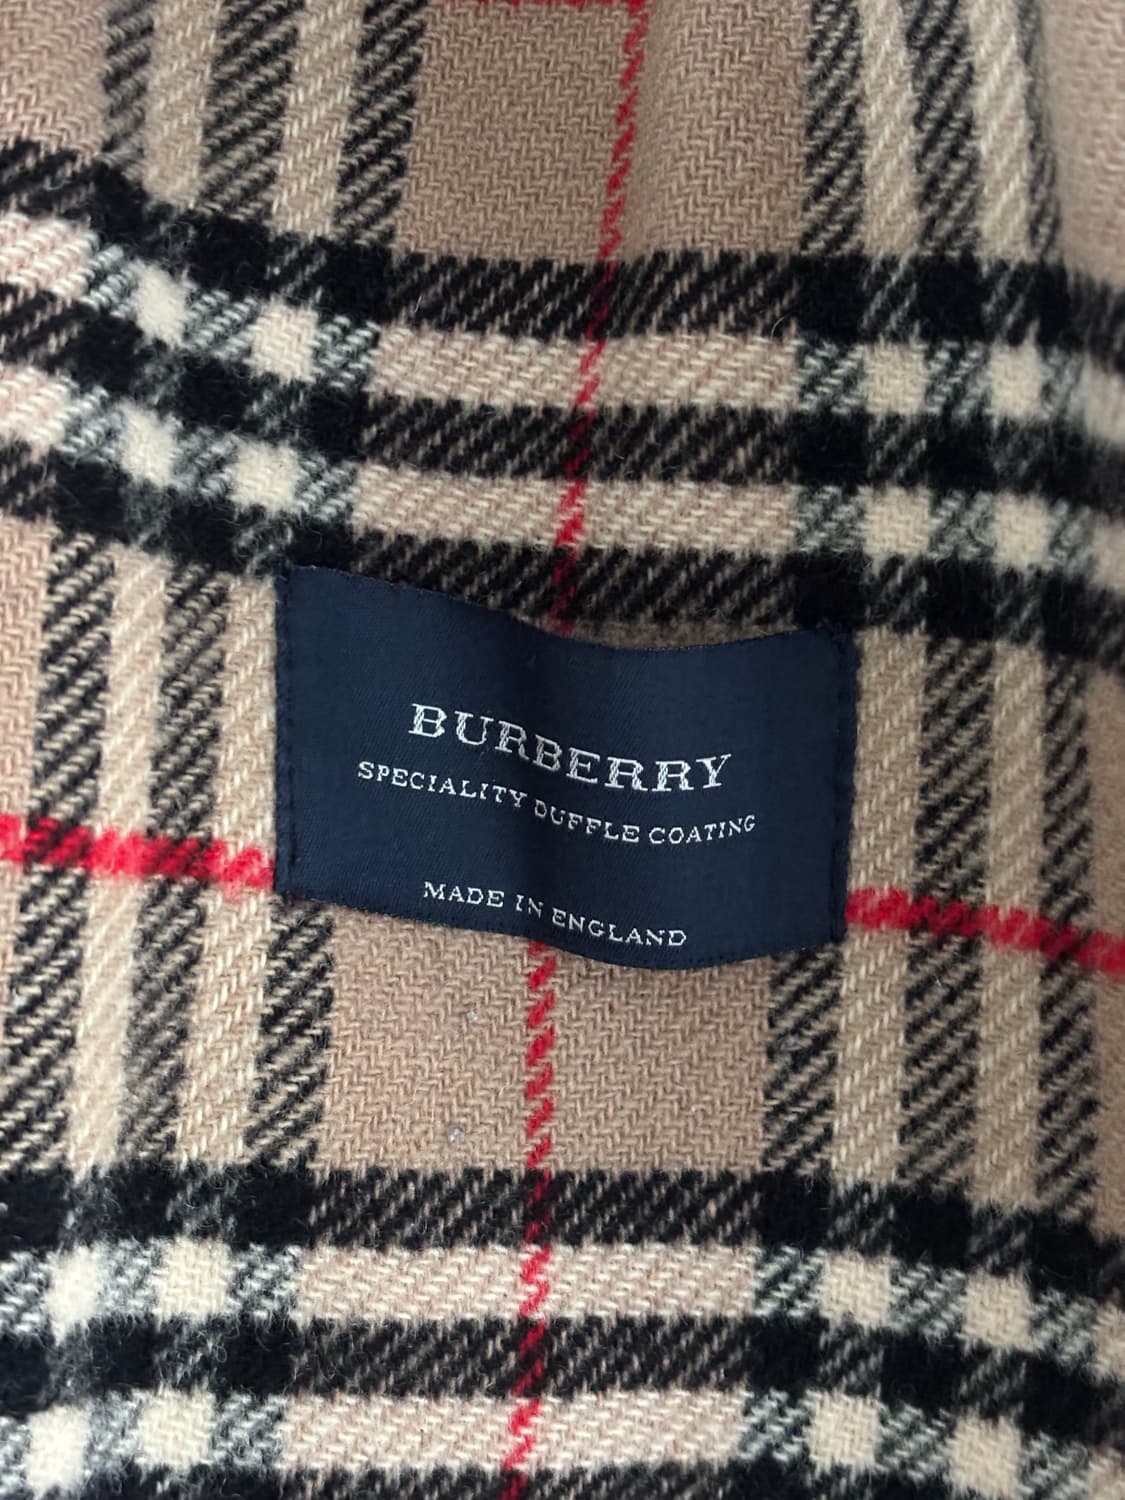 BURBERRY
SPECIALITY DUFFLE COATING
MADE IN ENGLAND